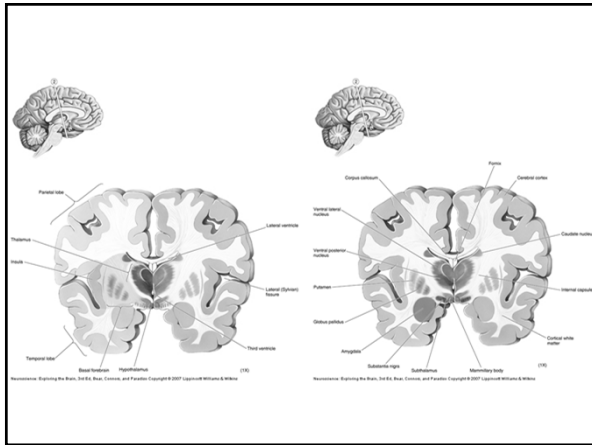 2
Parietal lobe
Thalamus
Insula
Temporal lobe
Basal forebrain
Hypothalamus
Lateral ventricle
Lateral (Sylvian)
fissure
Third ventricle
(1X)
Neuroscience: Exploring the Brain, 3rd Ed, Bear, Connors, and Paradiso Copyright © 2007 Lippincott Williams & Wilkins
2
Corpus callosum
Fornix
Cerebral cortex
Ventral lateral
nucleus
Ventral posterior
nucleus
Putamen
Globus pallidus
Amygdala
Substantia nigra
Subthalamus
Mammillary body
Caudate nucleus
Internal capsule
Cortical white
matter
(1X)
Neuroscience: Exploring the Brain, 3rd Ed, Bear, Connors, and Paradiso Copyright © 2007 Lippincott Williams & Wilkins